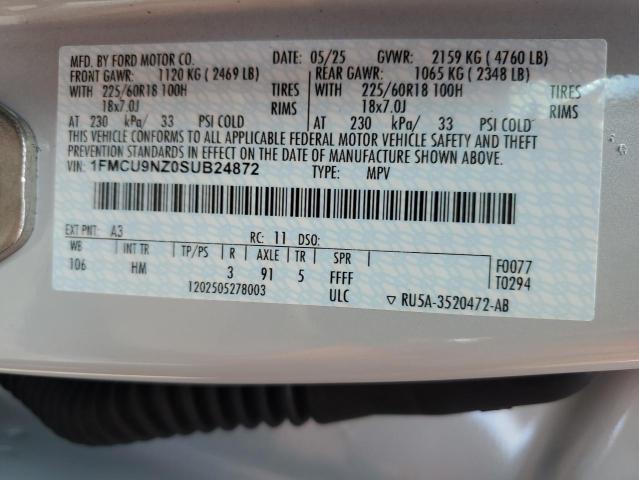 MFD. BY FORD MOTOR CO. DATE: 05/25 GVWR: 2159 KG ( 4760 LB)
FRONT GAWR: 1120 KG ( 2469 LB) REAR GAWR: 1065 KG ( 2348 LB)
WITH 225/60R18 100H TIRES WITH 225/60R18 100H TIRES
18x7.0J RIMS 18x7.0J RIMS
AT 230 kPa/ 33 PSI COLD AT 230 kPa/ 33 PSI COLD
THIS VEHICLE CONFORMS TO ALL APPLICABLE FEDERAL MOTOR VEHICLE SAFETY AND THEFT
PREVENTION STANDARDS IN EFFECT ON THE DATE OF MANUFACTURE SHOWN ABOVE.
VIN: 1FMCU9NZ0SUB24872 TYPE: MPV
EXT PNT: A3 RC: 11 DSO:
WB INT TR TP/PS R AXLE TR SPR
106 HM 3 91 5 FFFF F0077
1202505278003 ULC RU5A-3520472-AB T0294